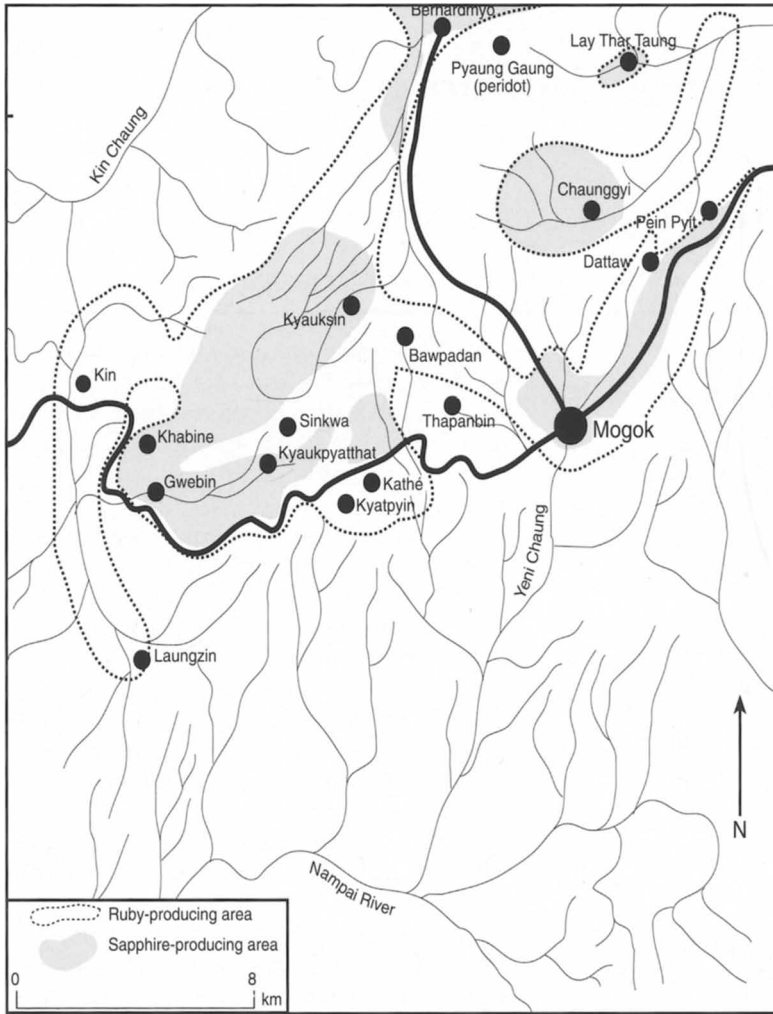 Bernardmyo
Lay Thar Taung
Pyaung Gaung
(peridot)
Kin Chaung
Chaunggyi
Pein Pyit
Dattaw
Kyauksin
Bawpadan
Kin
Thapanbin
Mogok
Sinkwa
Khabine
Kyaukpyatthat
Gwebin
Kathé
Kyatpyin
Yeni Chaung
Laungzin
N
Nampai River
Ruby-producing area
Sapphire-producing area
0 8
km